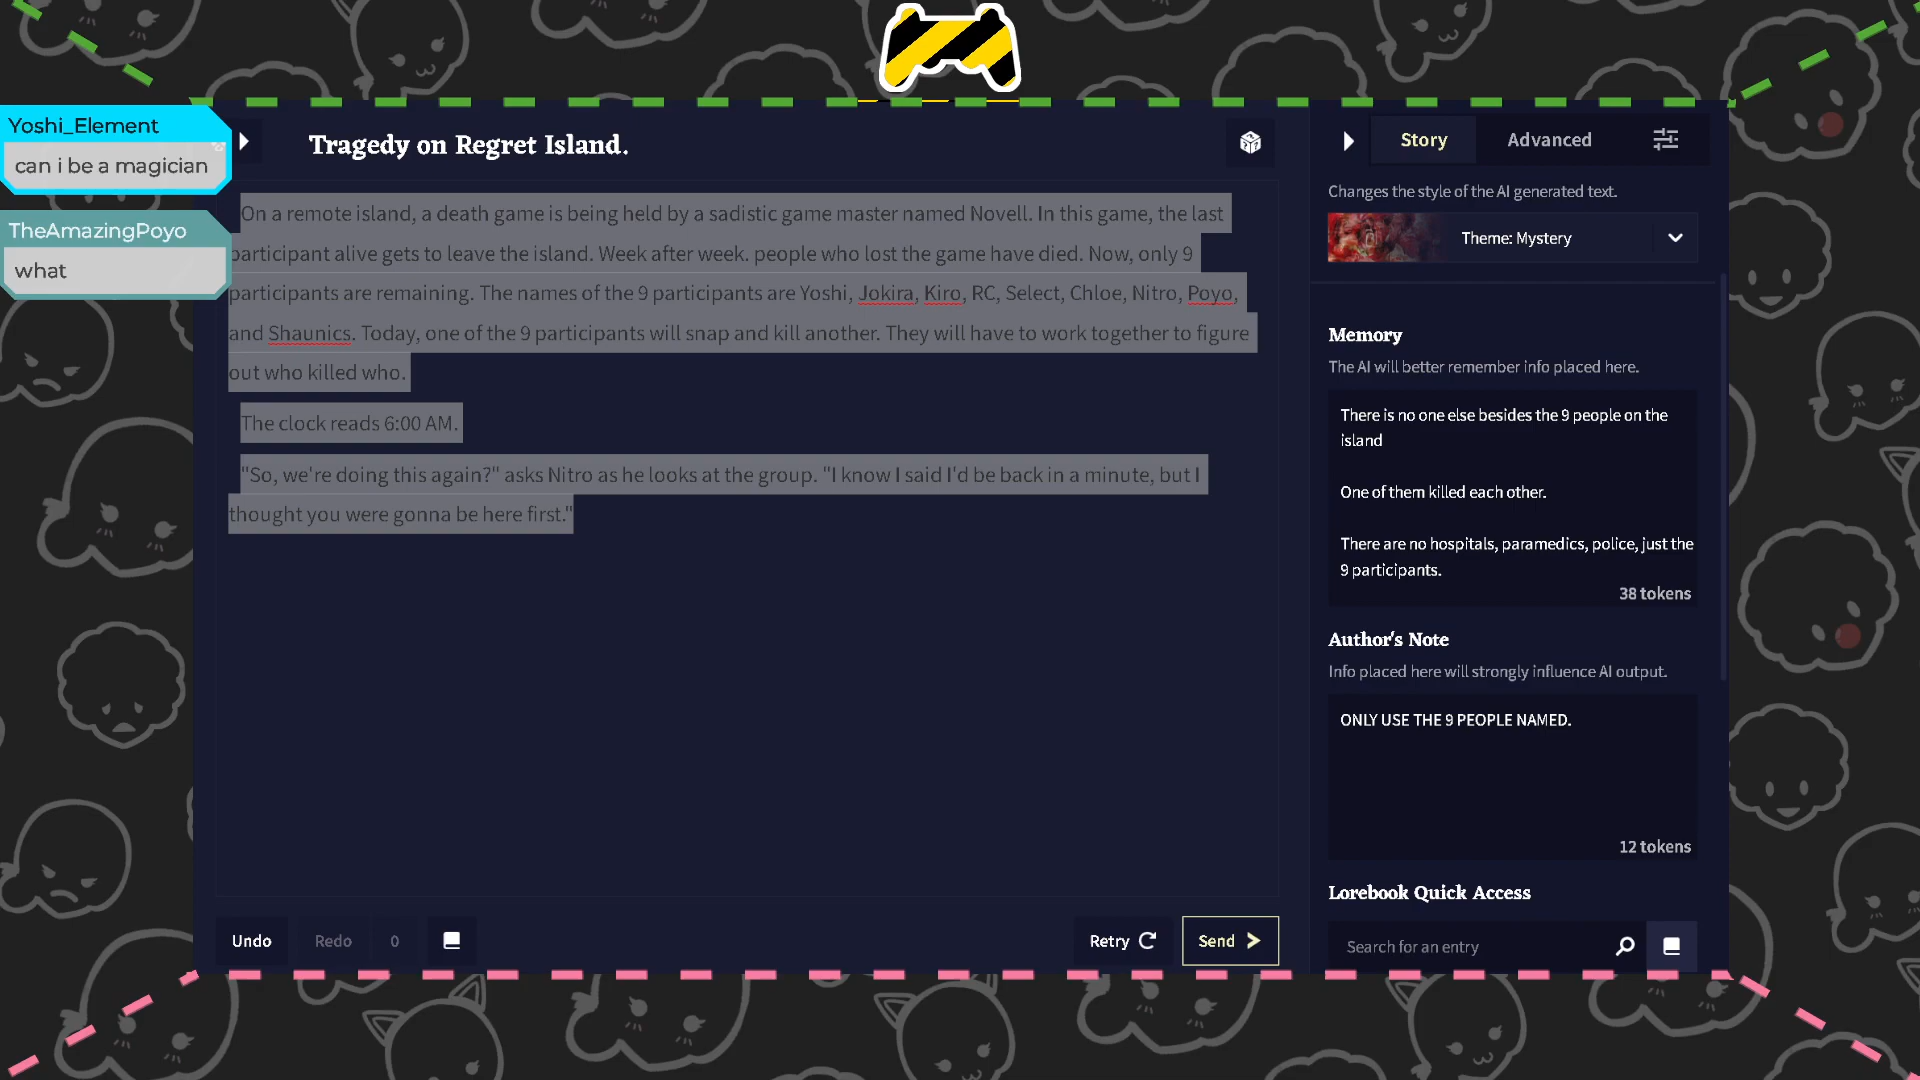 Yoshi_Element
can i be a magician
TheAmazingPoyo
what
Tragedy on Regret Island.
On a remote island, a death game is being held by a sadistic game master named Novell. In this game, the last
participant alive gets to leave the island. Week after week. people who lost the game have died. Now, only 9
participants are remaining. The names of the 9 participants are Yoshi, Jokira, Kiro, RC, Select, Chloe, Nitro, Poyo,
and Shaunics. Today, one of the 9 participants will snap and kill another. They will have to work together to figure
out who killed who.
The clock reads 6:00 AM.
"So, we're doing this again?" asks Nitro as he looks at the group. "I know I said I'd be back in a minute, but I
thought you were gonna be here first."
Undo
Redo
0
Retry
Send
Story
Advanced
Changes the style of the AI generated text.
Theme: Mystery
Memory
The AI will better remember info placed here.
There is no one else besides the 9 people on the
island
One of them killed each other.
There are no hospitals, paramedics, police, just the
9 participants.
38 tokens
Author's Note
Info placed here will strongly influence AI output.
ONLY USE THE 9 PEOPLE NAMED.
12 tokens
Lorebook Quick Access
Search for an entry